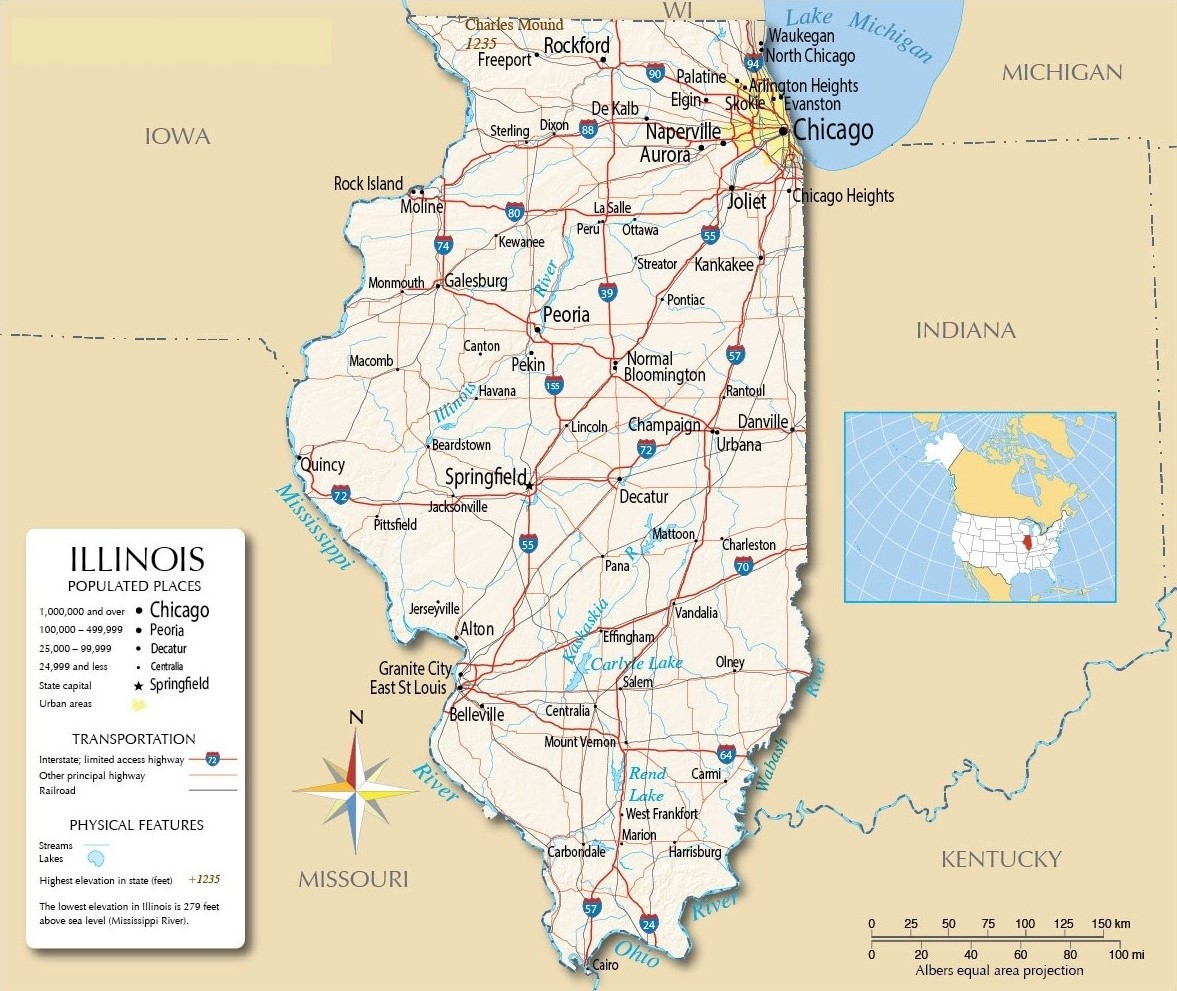 WI
Lake Michigan
Charles Mound
1235
Waukegan
North Chicago
Rockford
Freeport
94
90
Palatine
MICHIGAN
Arlington Heights
Elgin
Skokie
Evanston
De Kalb
IOWA
Sterling
Dixon
88
Naperville
Chicago
Aurora
Rock Island
Moline
Joliet
Chicago Heights
80
La Salle
Peru
Ottawa
55
74
Kewanee
Streator
Kankakee
River
Monmouth
Galesburg
39
Pontiac
Peoria
INDIANA
Canton
Macomb
Pekin
Normal
Bloomington
57
155
Illinois
Havana
Rantoul
Lincoln
Champaign
Danville
Urbana
Beardstown
72
Quincy
Springfield
72
Decatur
Jacksonville
Mississippi
Pittsfield
55
Mattoon
Charleston
R
Pana
70
Jerseyville
Kaskaskia
Vandalia
Alton
Effingham
Granite City
East St Louis
Carlyle Lake
Olney
River
Salem
Belleville
Centralia
Mount Vernon
64
Wabash
River
Rend
Lake
Carmi
West Frankfort
Marion
Carbondale
Harrisburg
MISSOURI
KENTUCKY
57
24
River
Ohio
Cairo
ILLINOIS
POPULATED PLACES
1,000,000 and over Chicago
100,000 – 499,999 Peoria
25,000 – 99,999 Decatur
24,999 and less Centralia
State capital Springfield
Urban areas
TRANSPORTATION
Interstate; limited access highway 72
Other principal highway
Railroad
PHYSICAL FEATURES
Streams
Lakes
Highest elevation in state (feet) +1235
The lowest elevation in Illinois is 279 feet
above sea level (Mississippi River).
N
0 25 50 75 100 150 km
0 20 40 60 80 100 mi
Albers equal area projection